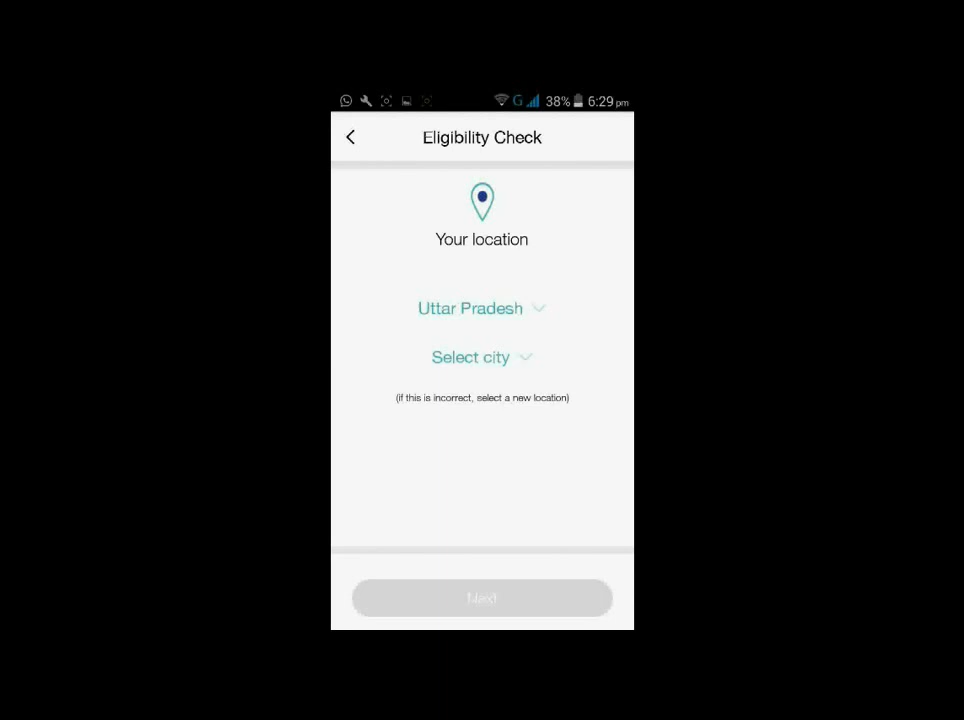 G 38% 6:29 pm
Eligibility Check
Your location
Uttar Pradesh
Select city
(if this is incorrect, select a new location)
Next